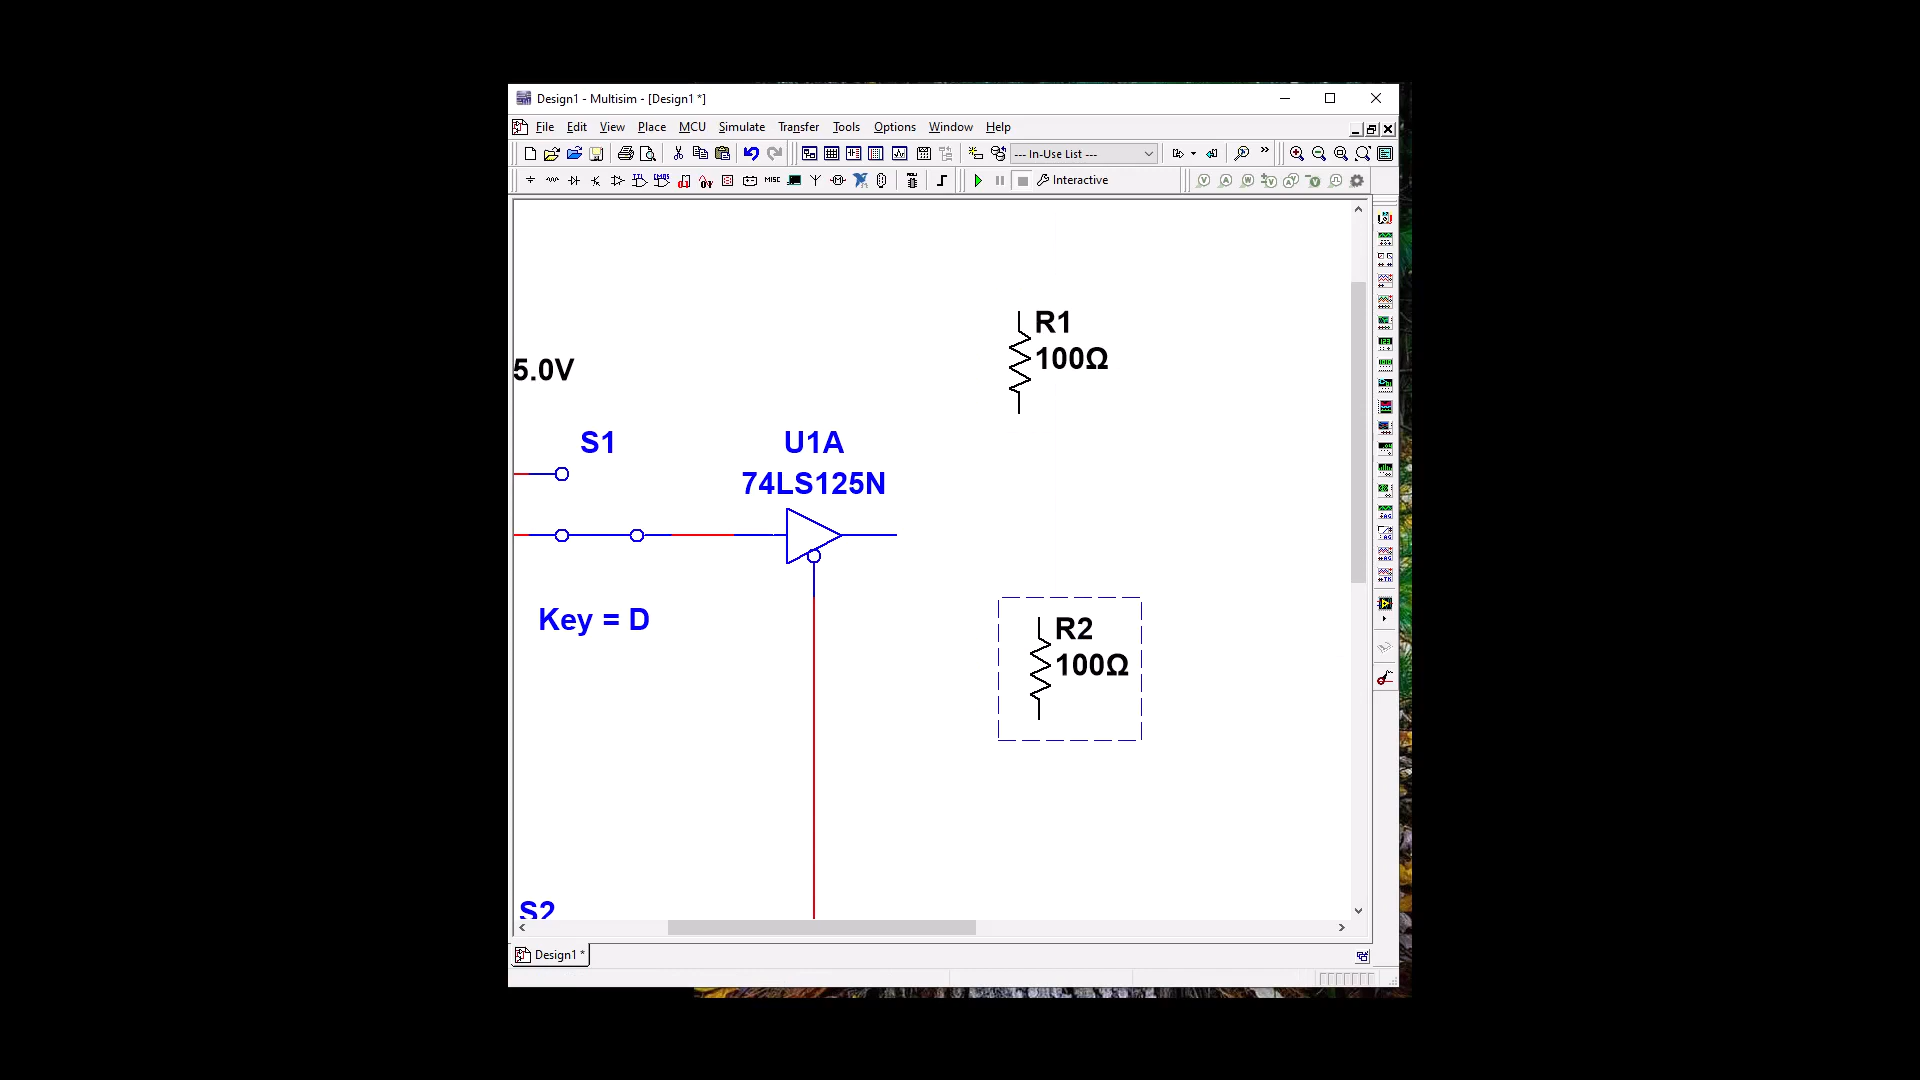 Design1 - Multisim - [Design1 *]
File Edit View Place MCU Simulate Transfer Tools Options Window Help
--- In-Use List ---
Interactive
R1
100Ω
5.0V
S1
U1A
74LS125N
Key = D
R2
100Ω
S2
Design1 *